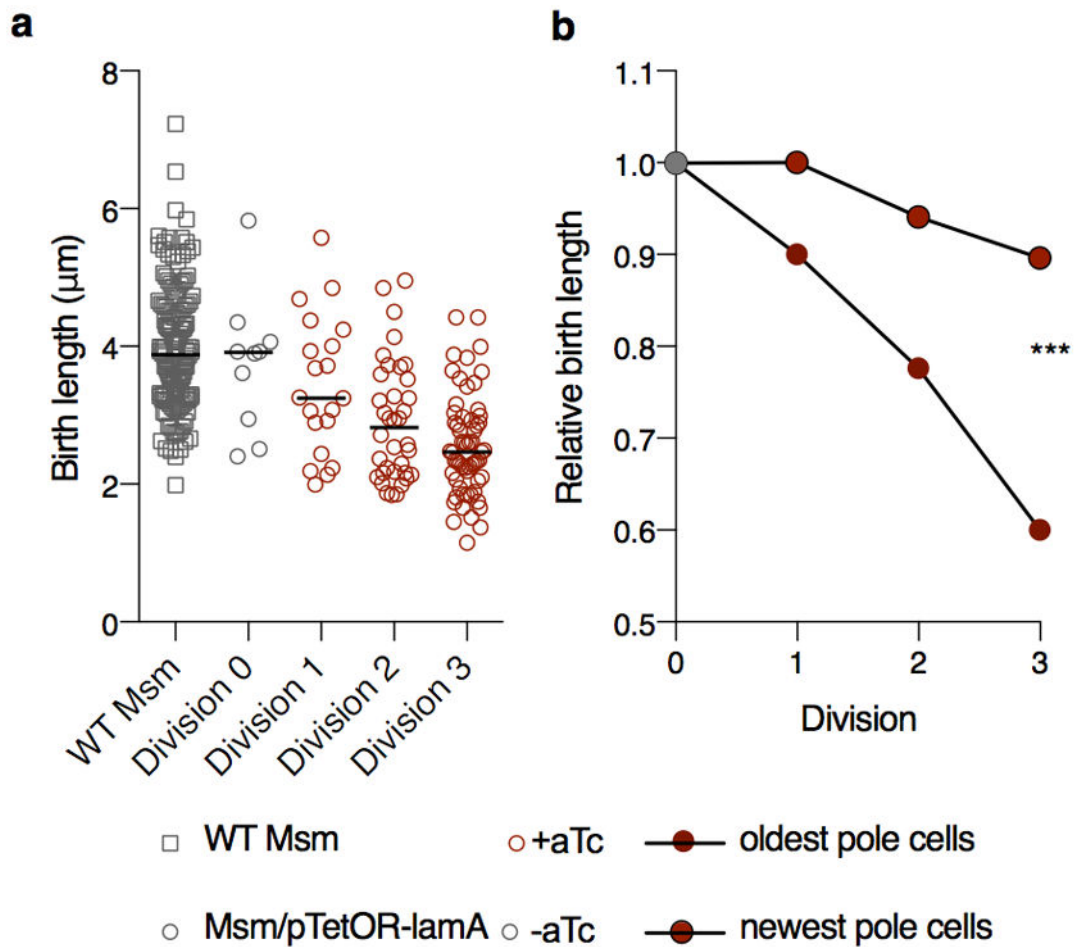 a
Birth length (µm)
8
6
4
2
0
WT Msm
Division 0
Division 1
Division 2
Division 3
b
Relative birth length
1.1
1.0
0.9
0.8
0.7
0.6
0.5
***
0 1 2 3
Division
WT Msm +aTc oldest pole cells
Msm/pTetOR-lamA -aTc newest pole cells